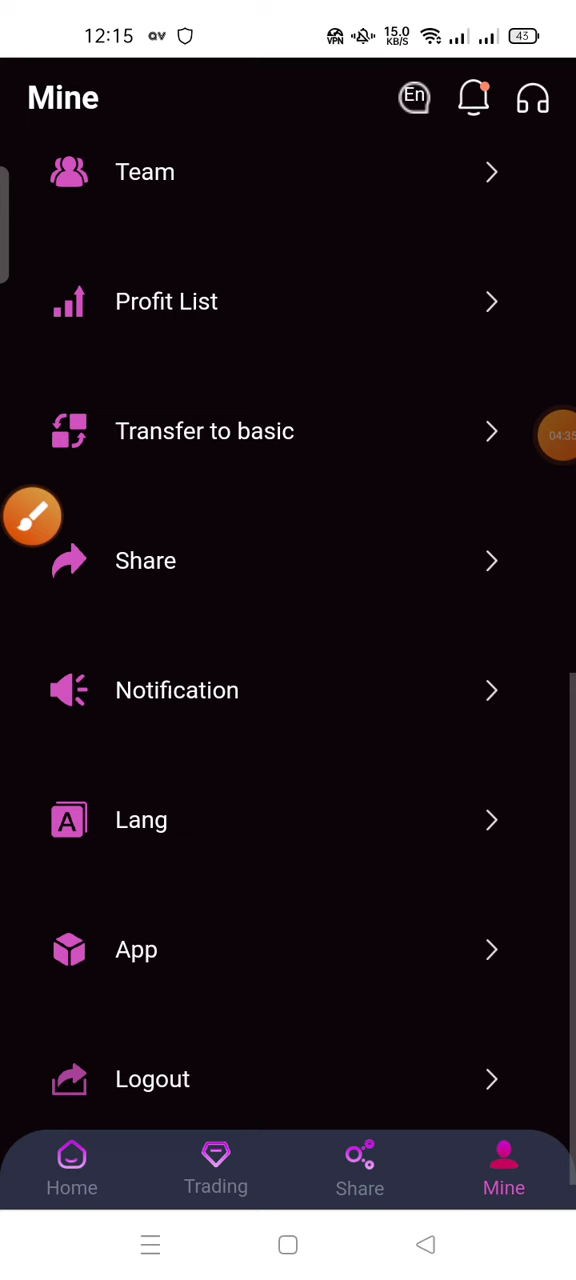 12:15
VPN
15.0
KB/S
43
Mine
En
Team
Profit List
Transfer to basic
04:35
Share
Notification
Lang
A
App
Logout
Home
Trading
Share
Mine